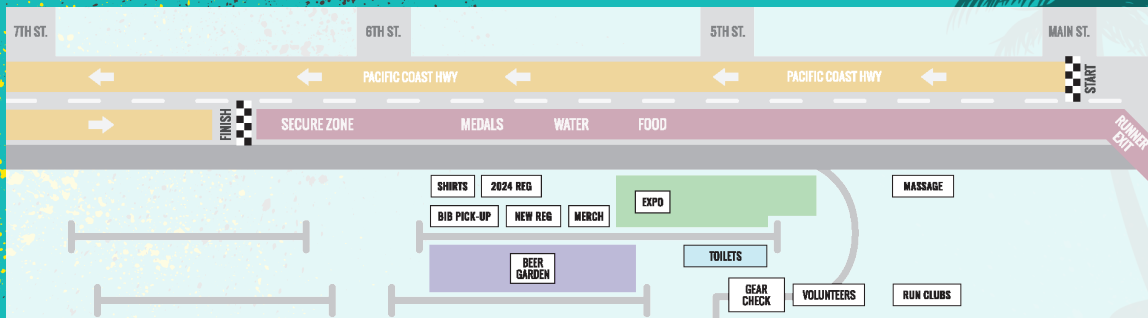 7TH ST.
6TH ST.
5TH ST.
MAIN ST.
PACIFIC COAST HWY
PACIFIC COAST HWY
START
FINISH
SECURE ZONE
MEDALS
WATER
FOOD
RUNNER
EXIT
SHIRTS
2024 REG
MASSAGE
EXPO
BIB PICK-UP
NEW REG
MERCH
BEER
GARDEN
TOILETS
GEAR
CHECK
VOLUNTEERS
RUN CLUBS